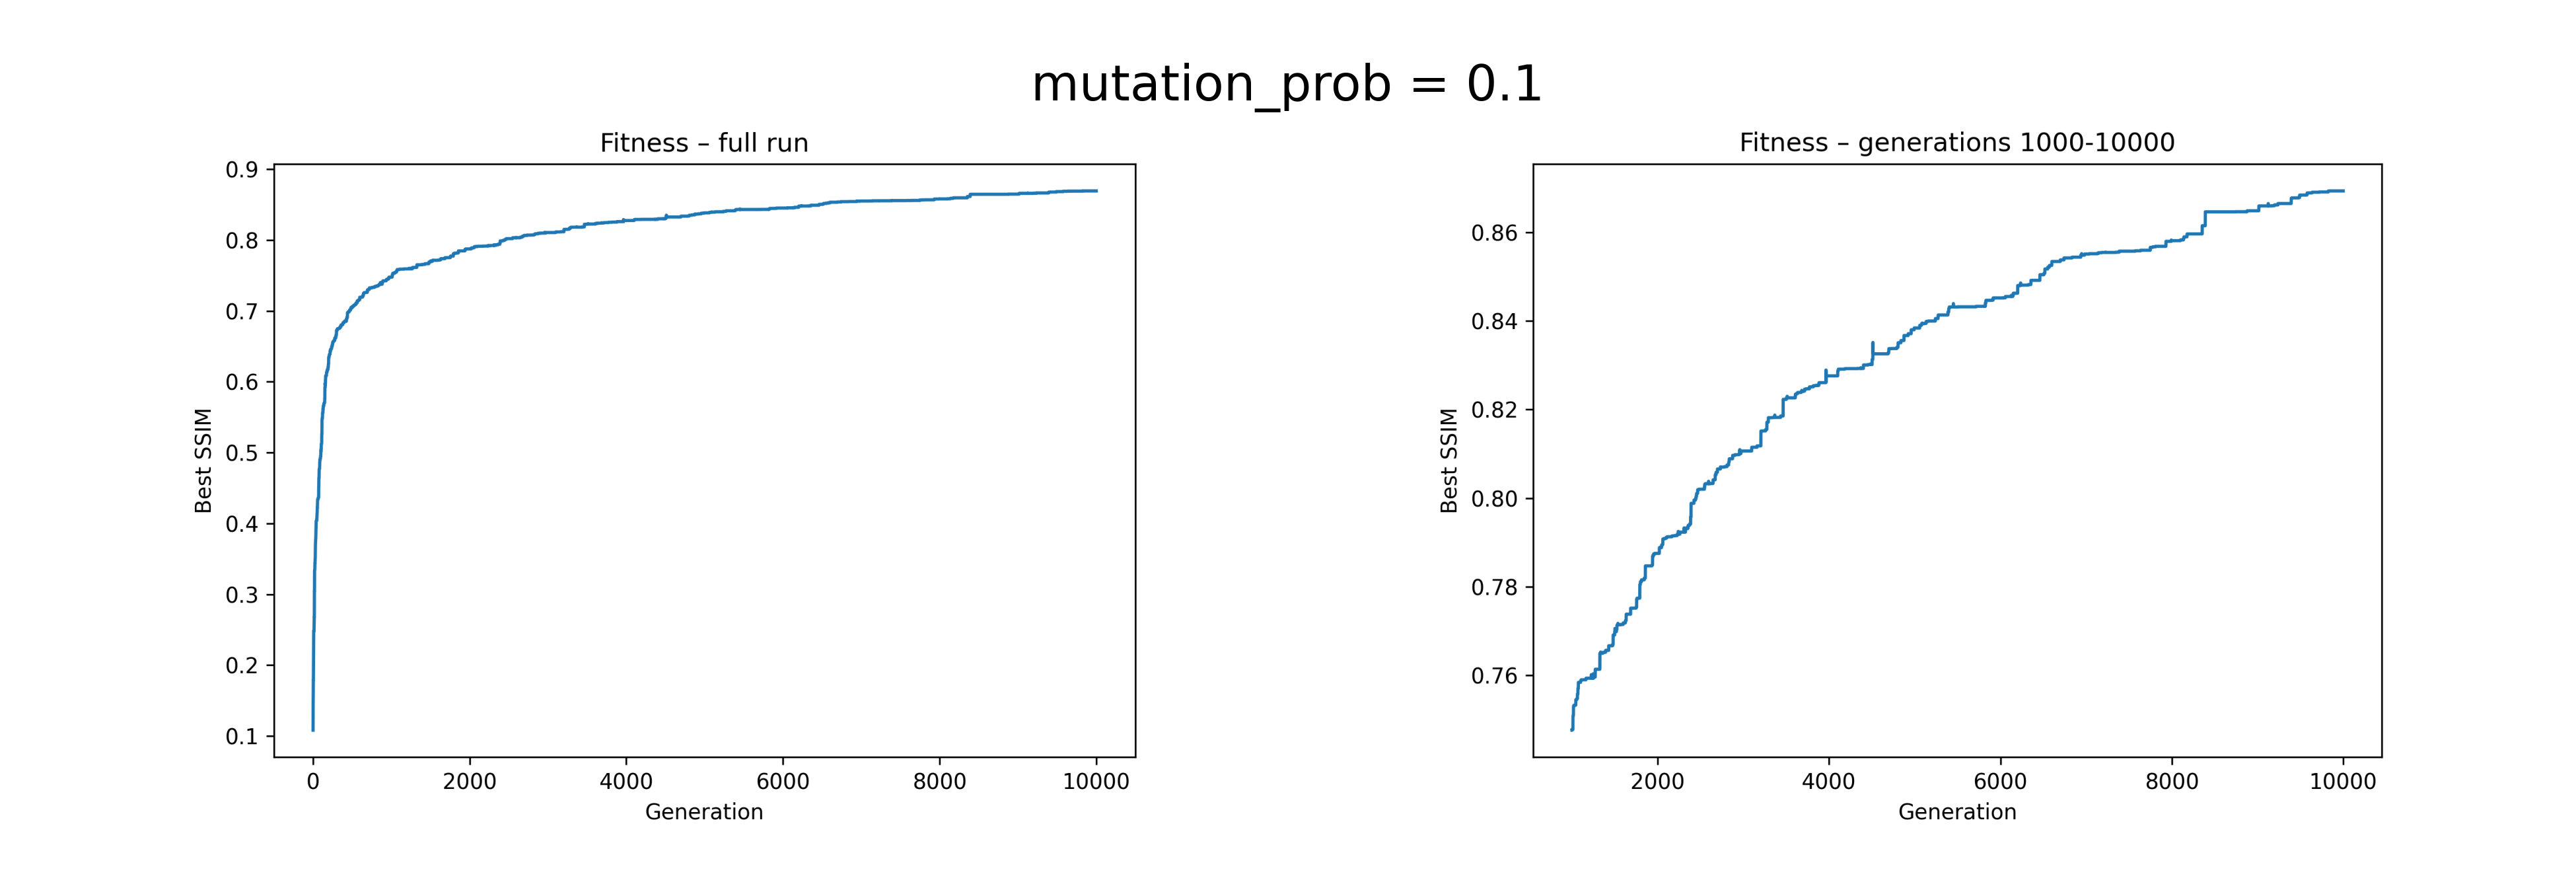 mutation_prob = 0.1
Fitness – full run
0.9
0.8
0.7
0.6
0.5
0.4
0.3
0.2
0.1
Best SSIM
0 2000 4000 6000 8000 10000
Generation
Fitness – generations 1000-10000
0.86
0.84
0.82
0.80
0.78
0.76
Best SSIM
2000 4000 6000 8000 10000
Generation